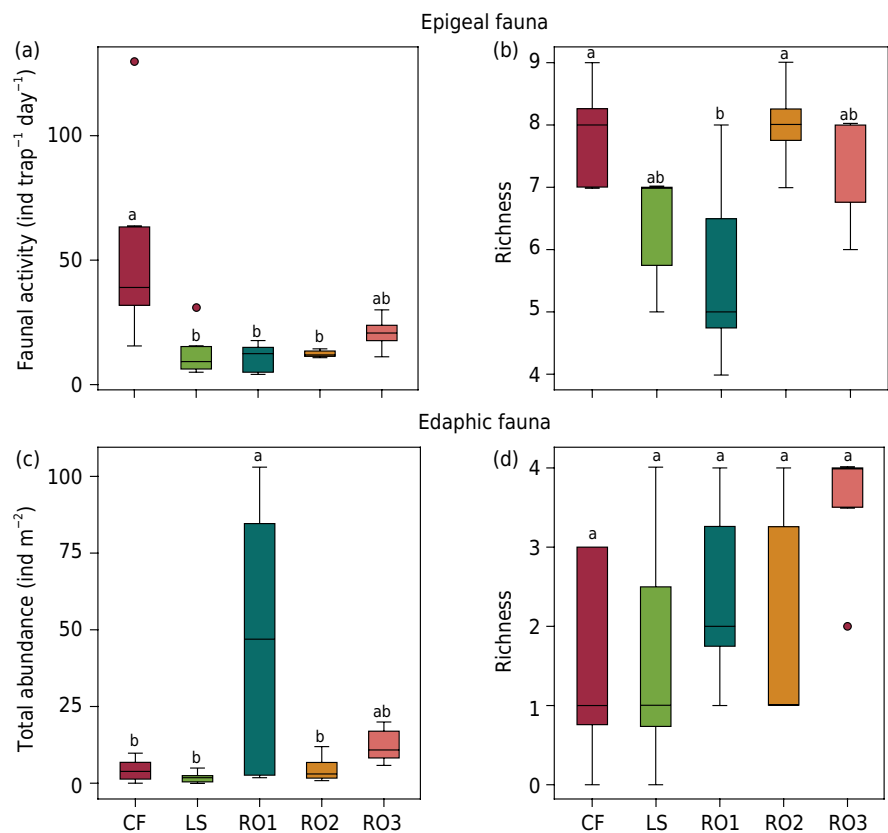 Epigeal fauna
(a)
Faunal activity (ind trap⁻¹ day⁻¹)
100
50
0
a
b
b
b
ab
(b)
Richness
9
8
7
6
5
4
a
ab
b
a
ab
Edaphic fauna
(c)
Total abundance (ind m⁻²)
100
75
50
25
0
b
b
a
b
ab
CF LS RO1 RO2 RO3
(d)
Richness
4
3
2
1
0
a
a
a
a
a
CF LS RO1 RO2 RO3